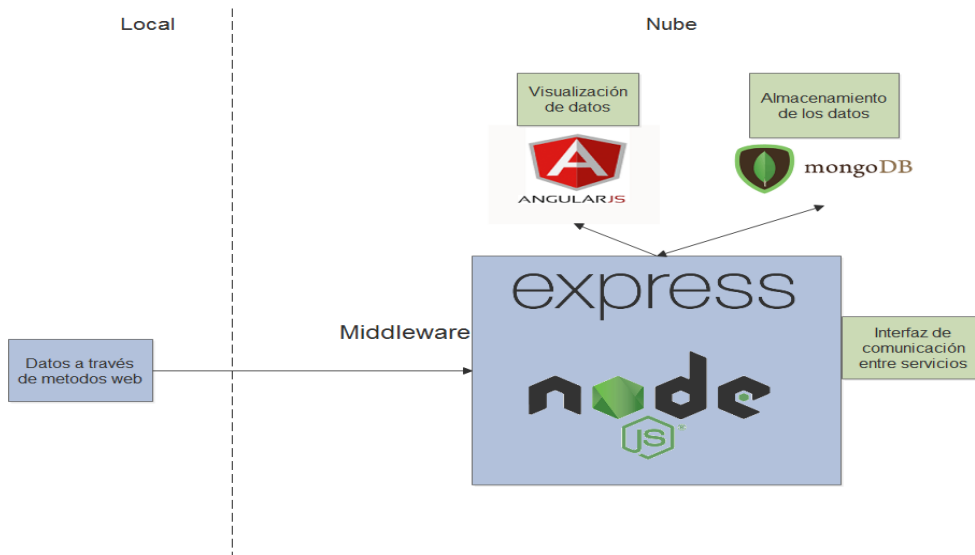 Local
Nube
Visualización
de datos
Almacenamiento
de los datos
ANGULARJS
mongoDB
express
Middleware
Interfaz de
comunicación
entre servicios
Datos a través
de metodos web
node
JS